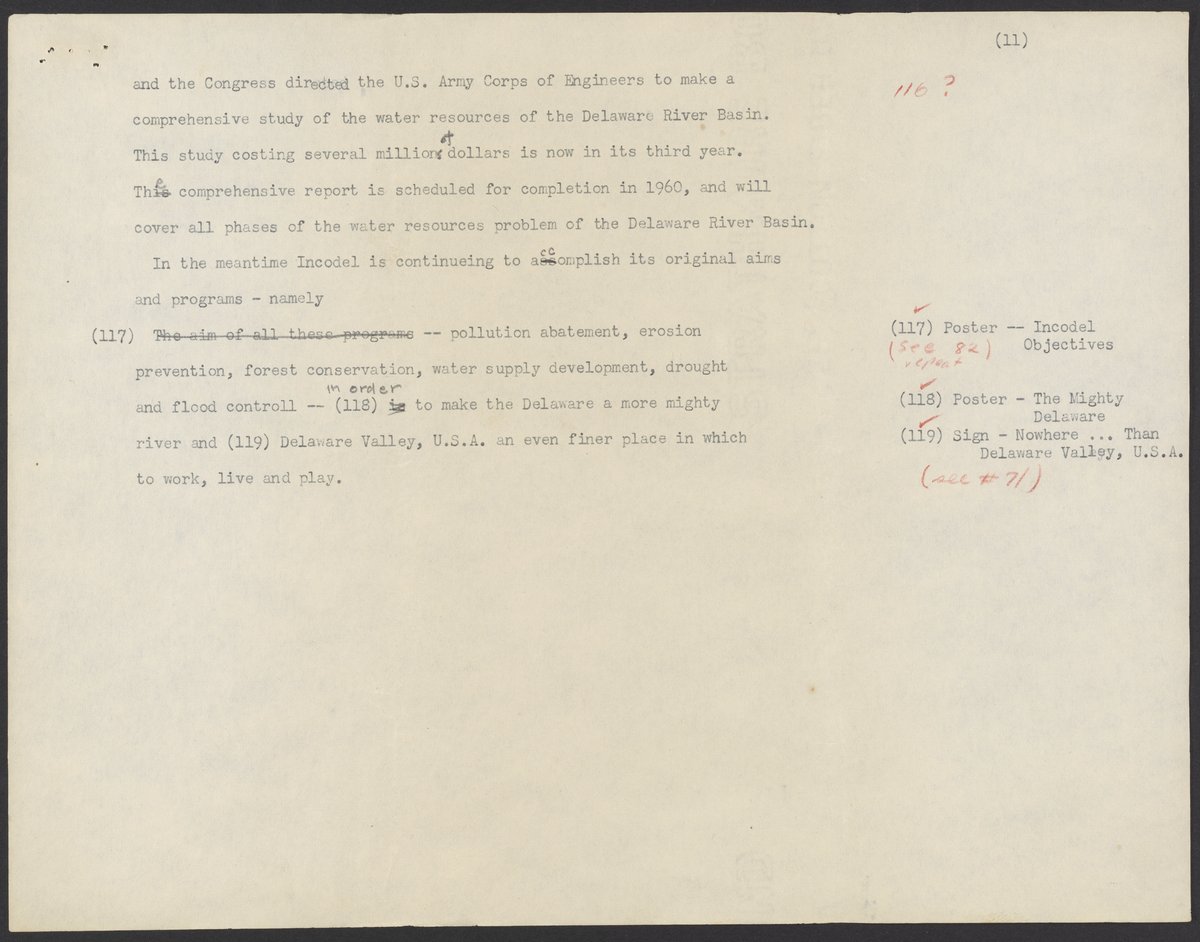 (11)
116 ?
and the Congress directed the U.S. Army Corps of Engineers to make a
comprehensive study of the water resources of the Delaware River Basin.
of
This study costing several millions dollars is now in its third year.
e
This comprehensive report is scheduled for completion in 1960, and will
cover all phases of the water resources problem of the Delaware River Basin.
cc
In the meantime Incodel is continueing to assomplish its original aims
and programs - namely
(117) The aim of all these programs -- pollution abatement, erosion
prevention, forest conservation, water supply development, drought
in order
and flood controll -- (118) is to make the Delaware a more mighty
river and (119) Delaware Valley, U.S.A. an even finer place in which
to work, live and play.
(117) Poster -- Incodel
Objectives
(see 82)
repeat
(118) Poster - The Mighty
Delaware
(119) Sign - Nowhere ... Than
Delaware Valley, U.S.A.
(see # 71)